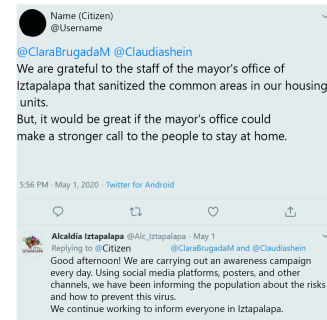 Name (Citizen)
@Username
@ClaraBrugadaM @Claudiashein
We are grateful to the staff of the mayor's office of
Iztapalapa that sanitized the common areas in our housing
units.
But, it would be great if the mayor's office could
make a stronger call to the people to stay at home.
5:56 PM · May 1, 2020 · Twitter for Android
Alcaldía Iztapalapa @Alc_Iztapalapa · May 1
Replying to @Citizen @ClaraBrugadaM and @Claudiashein
Good afternoon! We are carrying out an awareness campaign
every day. Using social media platforms, posters, and other
channels, we have been informing the population about the risks
and how to prevent this virus.
We continue working to inform everyone in Iztapalapa.